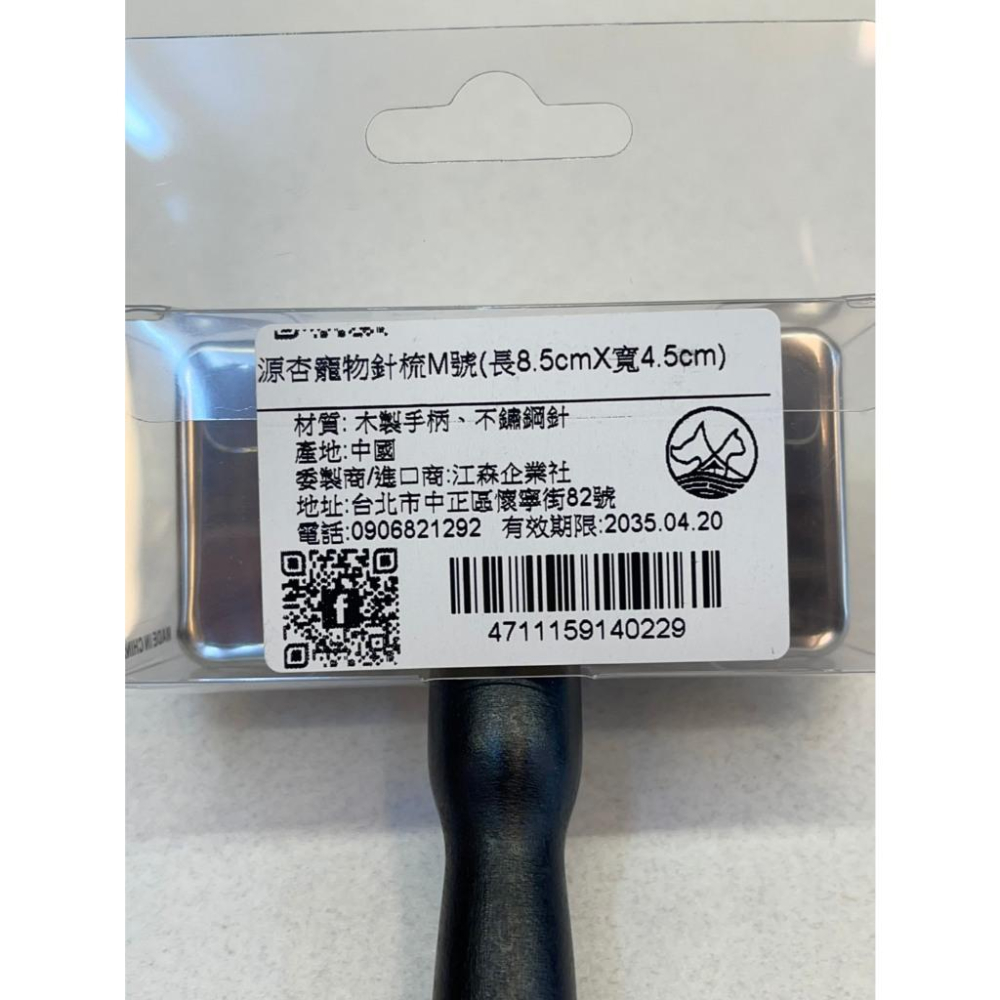 源杏寵物針梳M號(長8.5cmX寬4.5cm)
材質: 木製手柄、不鏽鋼針
產地:中國
委製商/進口商:江森企業社
地址:台北市中正區懷寧街82號
電話:0906821292 有效期限:2035.04.20
4711159140229
MADE IN CHIN